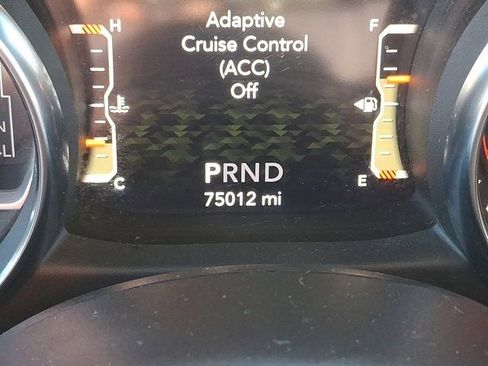 H
Adaptive
F
Cruise Control
(ACC)
Off
N
C
PRND
E
75012 mi